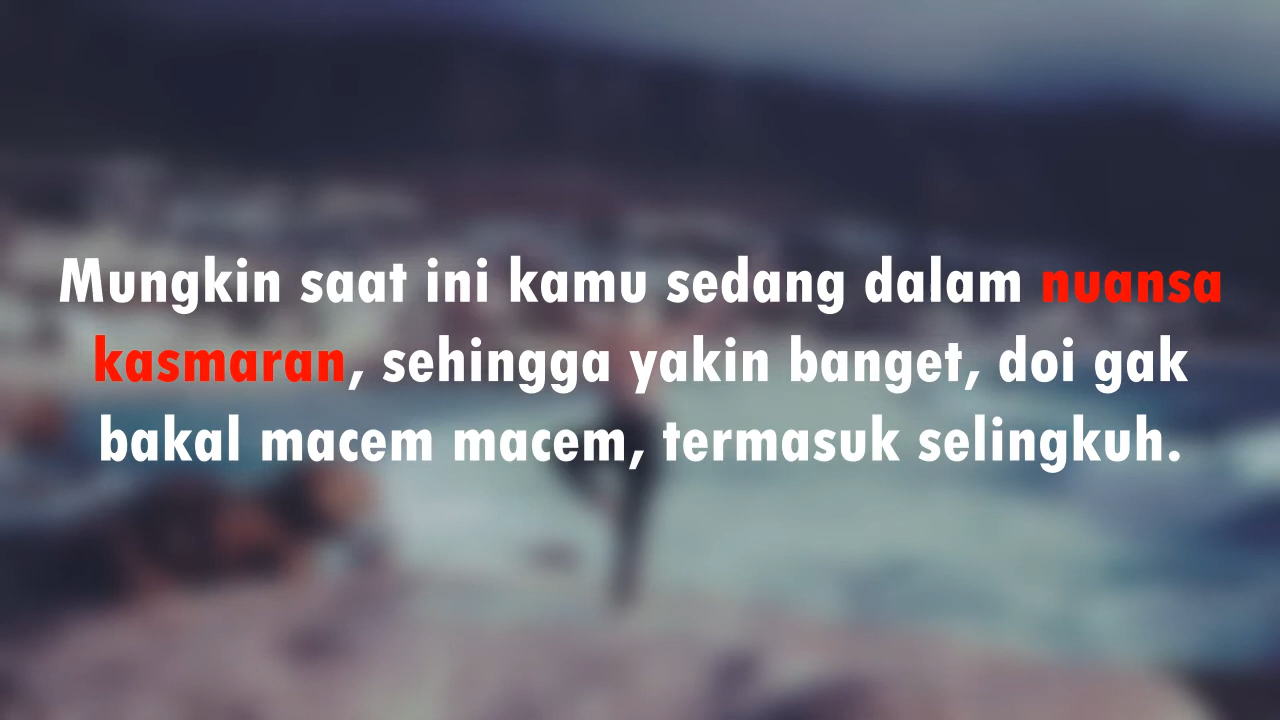 Mungkin saat ini kamu sedang dalam nuansa
kasmaran, sehingga yakin banget, doi gak
bakal macem macem, termasuk selingkuh.